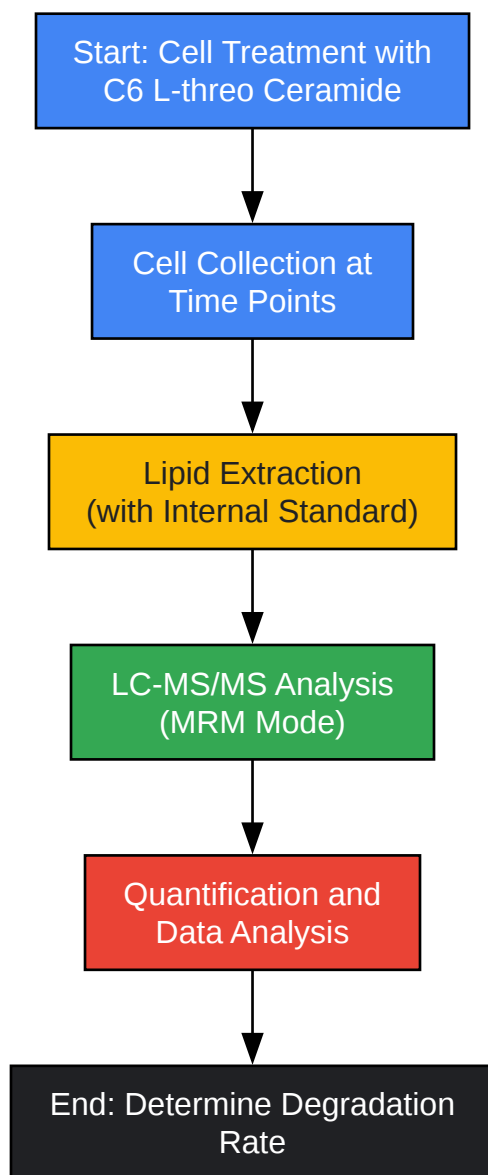 Start: Cell Treatment with
C6 L-threo Ceramide
Cell Collection at
Time Points
Lipid Extraction
(with Internal Standard)
LC-MS/MS Analysis
(MRM Mode)
Quantification and
Data Analysis
End: Determine Degradation
Rate